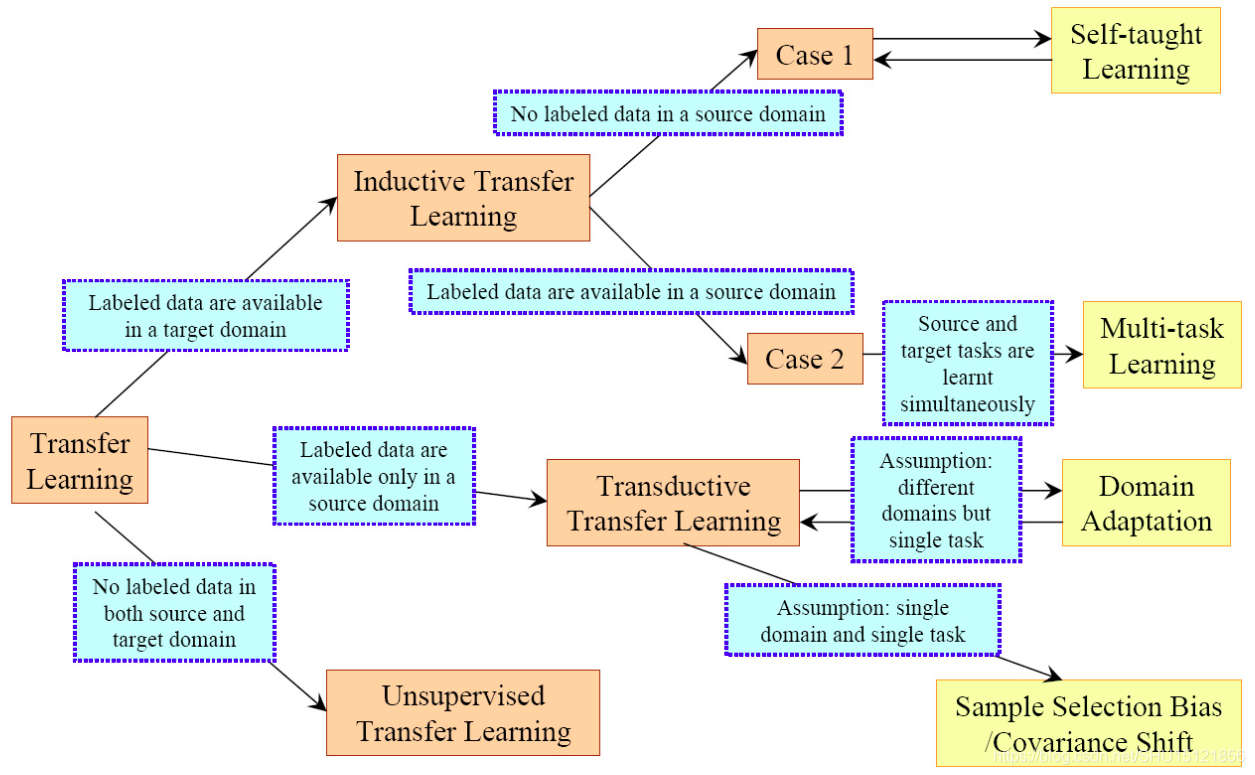 Case 1
Self-taught
Learning
No labeled data in a source domain
Inductive Transfer
Learning
Labeled data are available
in a target domain
Labeled data are available in a source domain
Case 2
Source and
target tasks are
learnt
simultaneously
Multi-task
Learning
Transfer
Learning
Labeled data are
available only in a
source domain
Transductive
Transfer Learning
Assumption:
different
domains but
single task
Domain
Adaptation
No labeled data in
both source and
target domain
Assumption: single
domain and single task
Unsupervised
Transfer Learning
Sample Selection Bias
/Covariance Shift
https://blog.csdn.net/SHU15121856